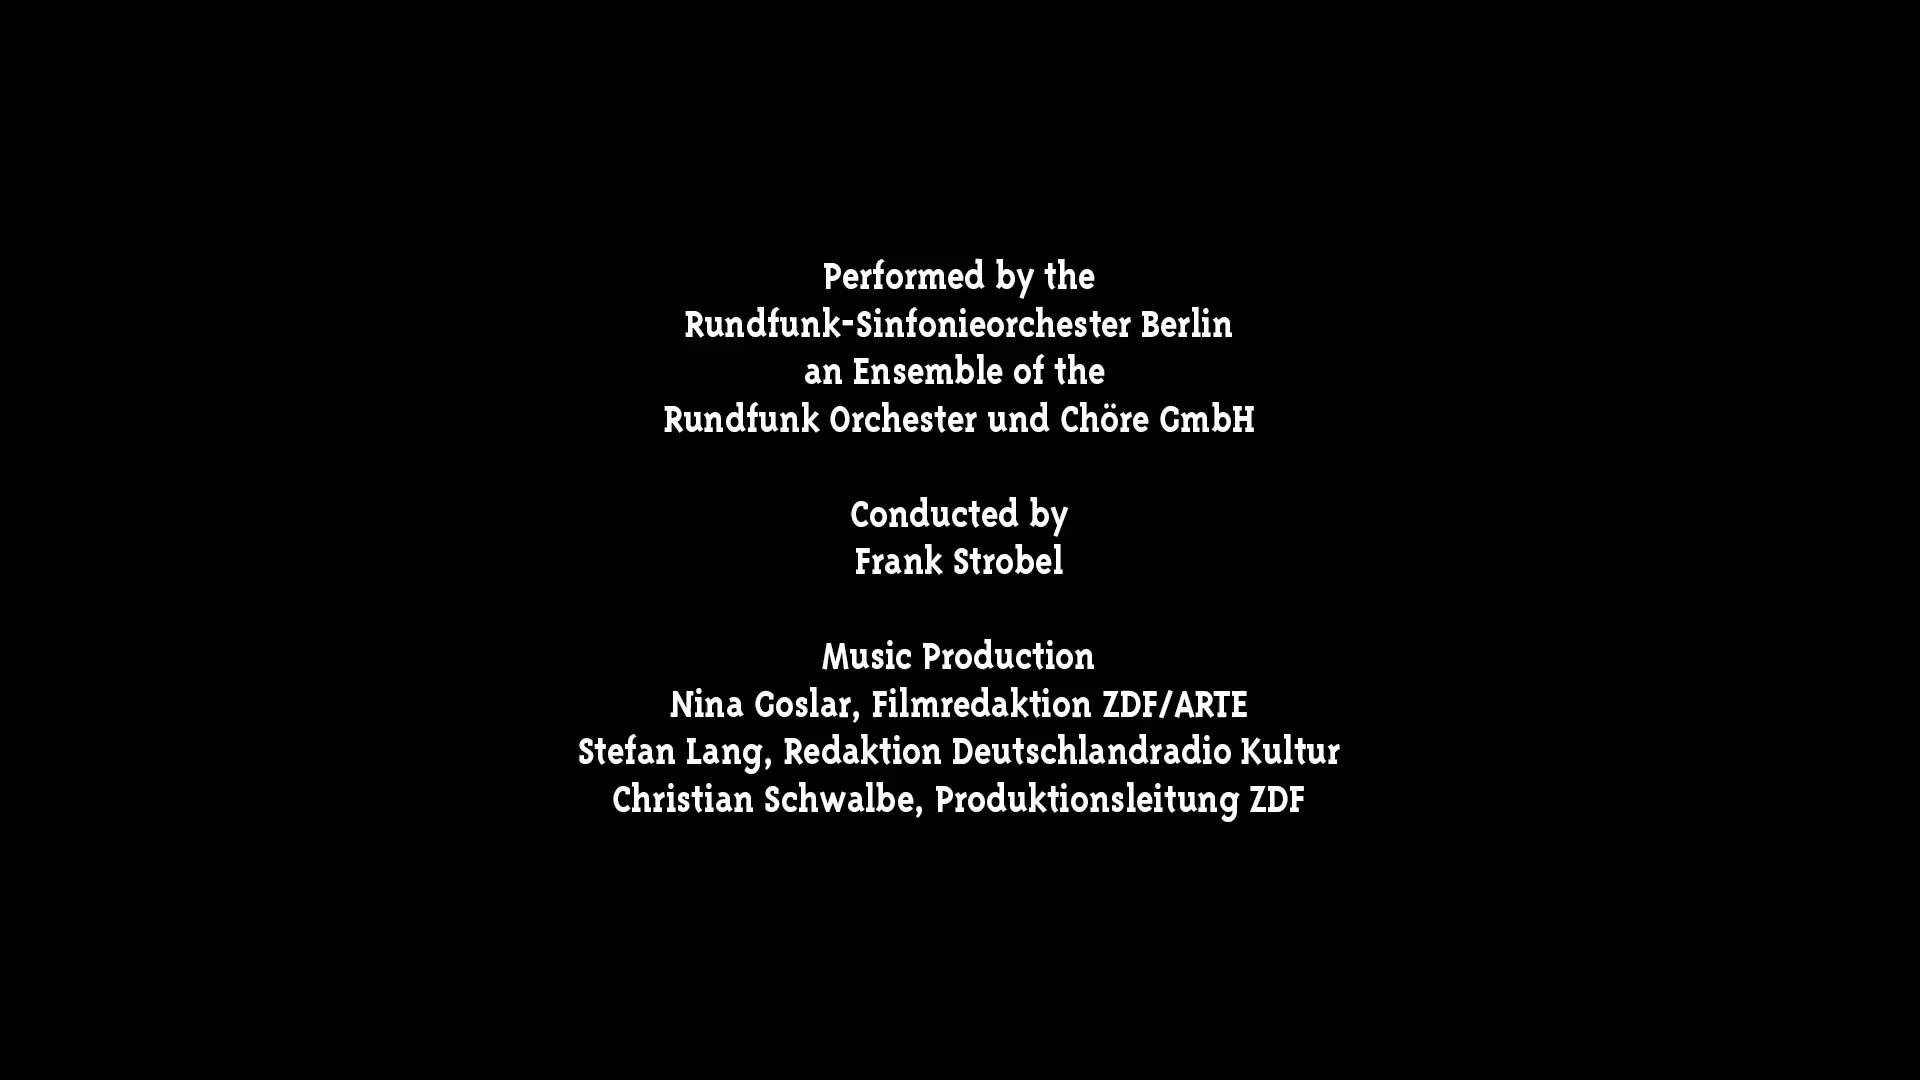 Performed by the
Rundfunk-Sinfonieorchester Berlin
an Ensemble of the
Rundfunk Orchester und Chöre GmbH
Conducted by
Frank Strobel
Music Production
Nina Goslar, Filmredaktion ZDF/ARTE
Stefan Lang, Redaktion Deutschlandradio Kultur
Christian Schwalbe, Produktionsleitung ZDF